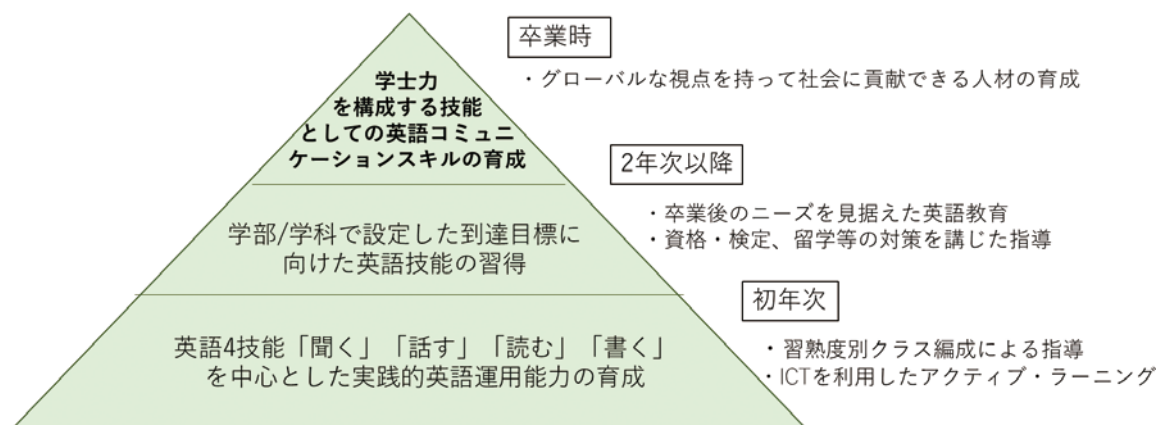 卒業時
・グローバルな視点を持って社会に貢献できる人材の育成
学士力
を構成する技能
としての英語コミュニ
ケーションスキルの育成
2年次以降
・卒業後のニーズを見据えた英語教育
・資格・検定、留学等の対策を講じた指導
学部/学科で設定した到達目標に
向けた英語技能の習得
初年次
・習熟度別クラス編成による指導
・ICTを利用したアクティブ・ラーニング
英語4技能「聞く」「話す」「読む」「書く」
を中心とした実践的英語運用能力の育成